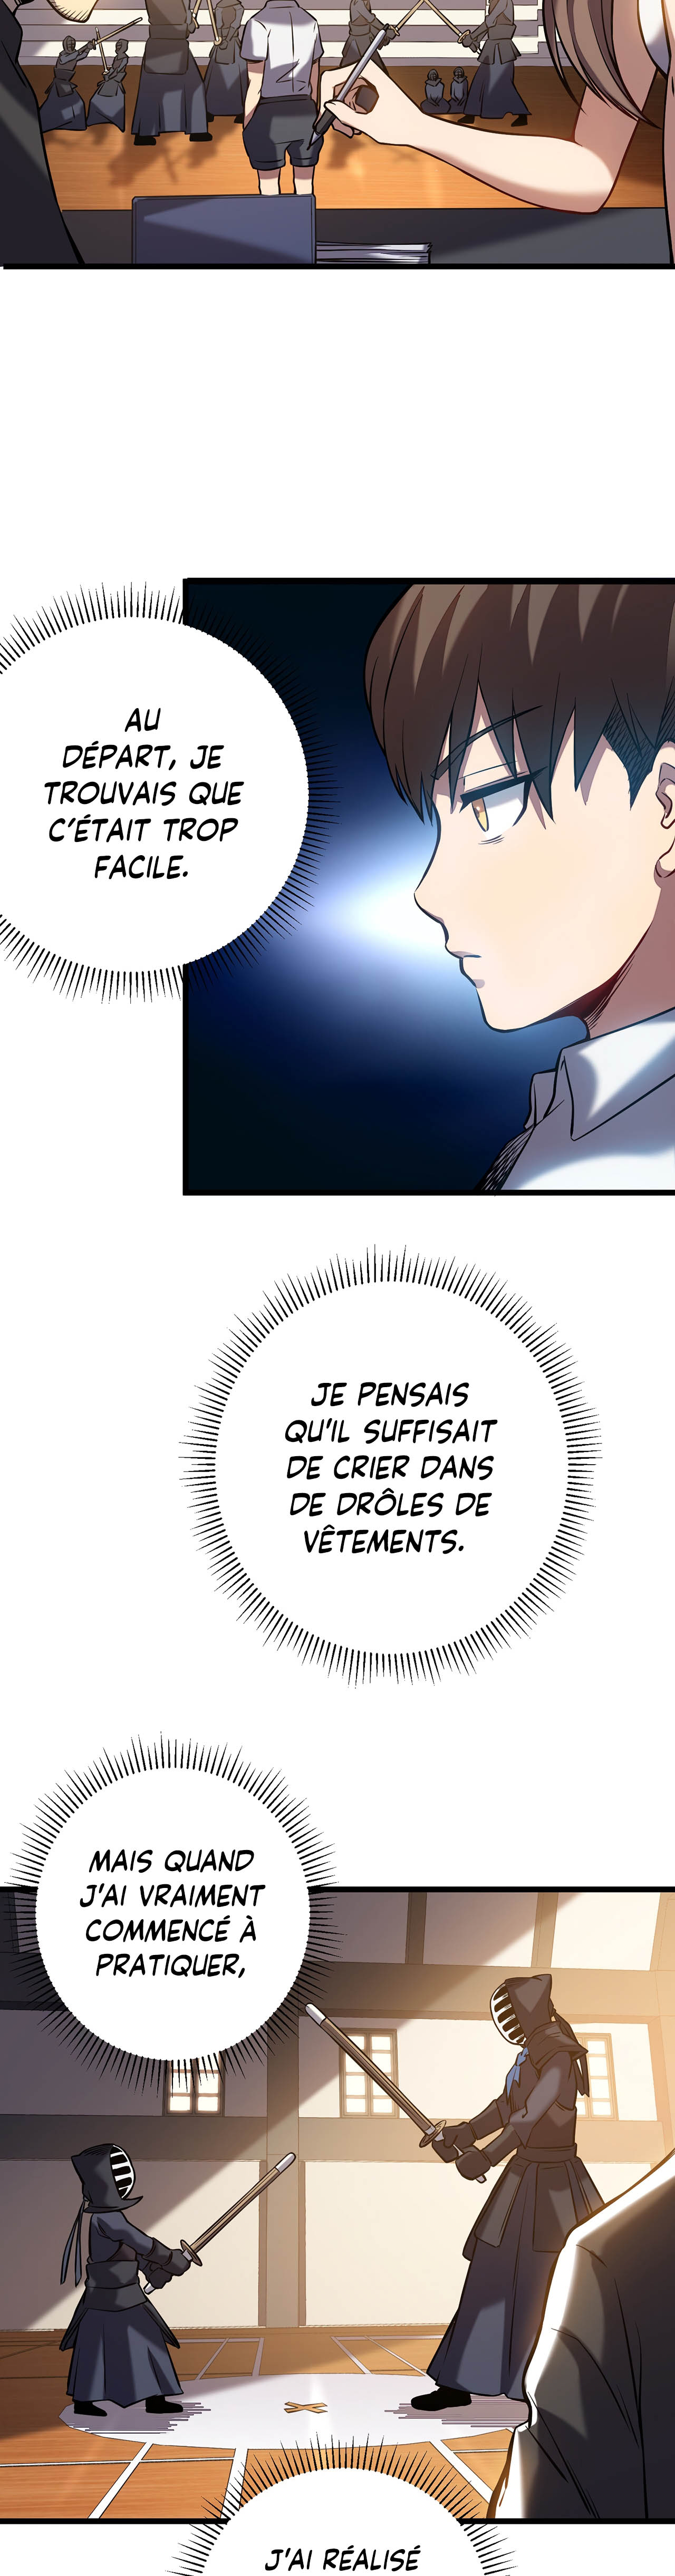 AU
DÉPART, JE
TROUVAIS QUE
C'ÉTAIT TROP
FACILE.
JE PENSAIS
QU'IL SUFFISAIT
DE CRIER DANS
DE DRÔLES DE
VÊTEMENTS.
MAIS QUAND
J'AI VRAIMENT
COMMENCÉ À
PRATIQUER,
J'AI RÉALISÉ